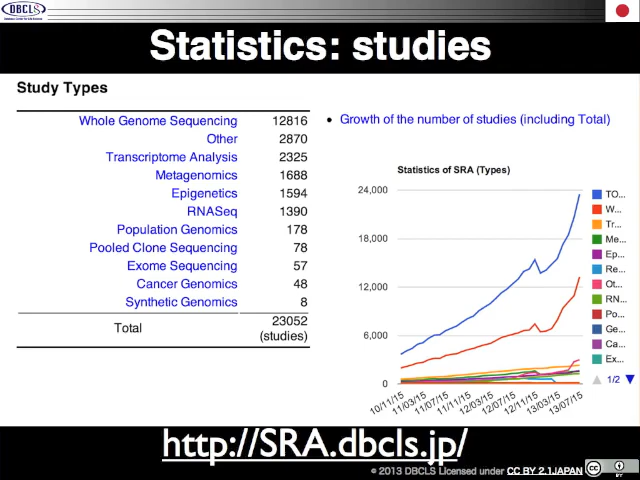 DBCLS
Statistics: studies
Study Types
Whole Genome Sequencing 12816
Other 2870
Transcriptome Analysis 2325
Metagenomics 1688
Epigenetics 1594
RNASeq 1390
Population Genomics 178
Pooled Clone Sequencing 78
Exome Sequencing 57
Cancer Genomics 48
Synthetic Genomics 8
Total 23052
(studies)
• Growth of the number of studies (including Total)
Statistics of SRA (Types)
24,000
18,000
12,000
6,000
0
10/11/15 11/03/15 11/07/15 11/11/15 12/03/15 12/07/15 12/11/15 13/03/15 13/07/15
TO...
W...
Tr...
Me...
Ep...
Re...
Ot...
RN...
Po...
Ge...
Ca...
Ex...
1/2
http://SRA.dbcls.jp/
© 2013 DBCLS Licensed under CC BY 2.1JAPAN
cc
BY